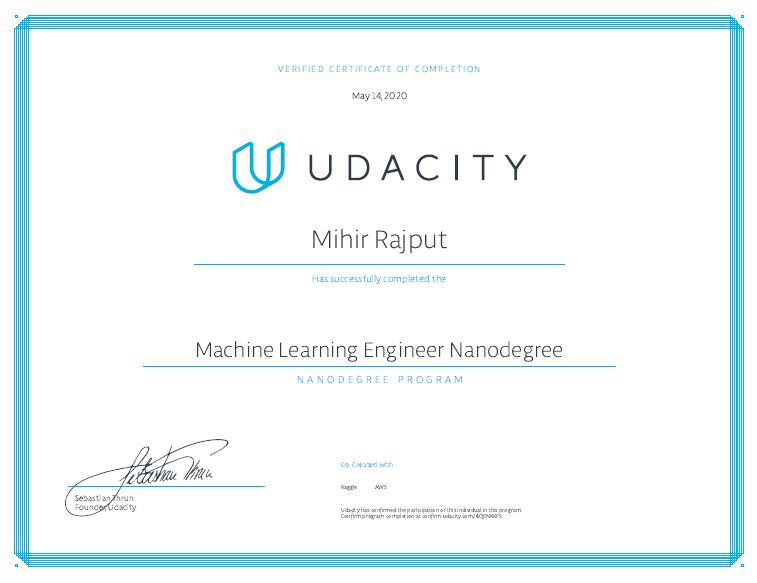 VERIFIED CERTIFICATE OF COMPLETION
May 14, 2020
UDACITY
Mihir Rajput
Has successfully completed the
Machine Learning Engineer Nanodegree
NANODEGREE PROGRAM
Sebastian Thrun
Sebastian Thrun
Founder, Udacity
Co-Created with
Kaggle AWS
Udacity has confirmed the participation of this individual in this program.
Confirm program completion at confirm.udacity.com/